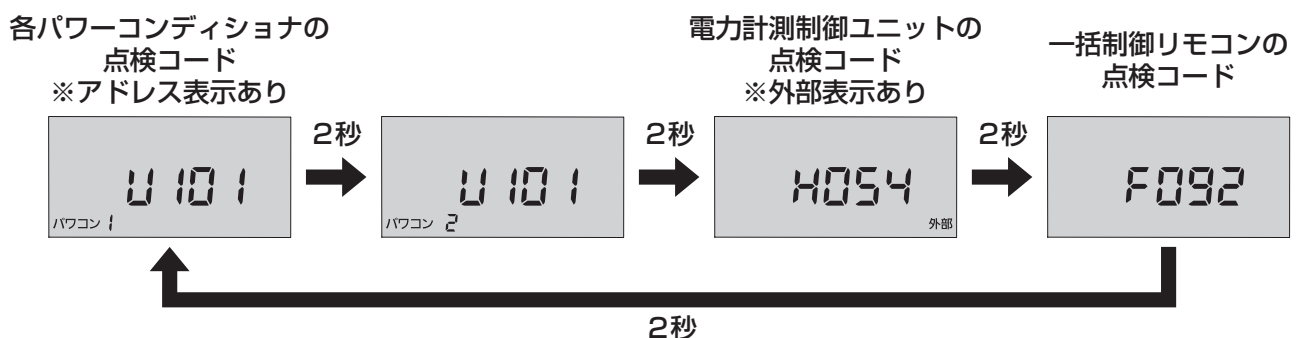 各パワーコンディショナの
点検コード
※アドレス表示あり
電力計測制御ユニットの
点検コード
※外部表示あり
一括制御リモコンの
点検コード
2秒
2秒
2秒
U101
パワコン 1
U101
パワコン 2
H054
外部
F092
2秒